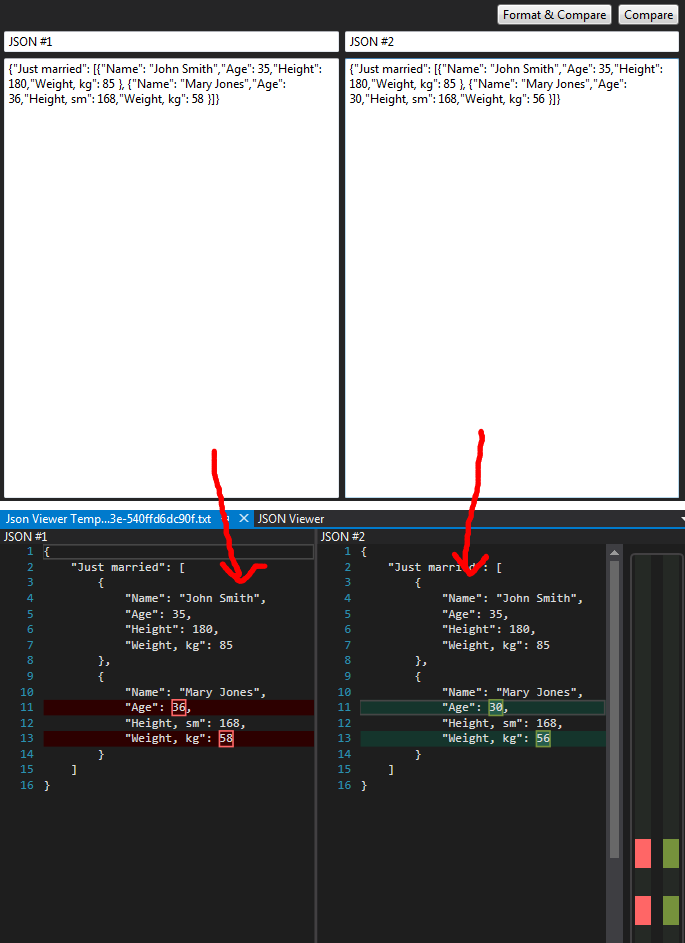 Format & Compare Compare
JSON #1 JSON #2
{"Just married": [{"Name": "John Smith","Age": 35,"Height":
180,"Weight, kg": 85 }, {"Name": "Mary Jones","Age":
36,"Height, sm": 168,"Weight, kg": 58 }]}
{"Just married": [{"Name": "John Smith","Age": 35,"Height":
180,"Weight, kg": 85 }, {"Name": "Mary Jones","Age":
30,"Height, sm": 168,"Weight, kg": 56 }]}
Json Viewer Temp...3e-540ffd6dc90f.txt JSON Viewer
JSON #1
1 {
2 "Just married": [
3 {
4 "Name": "John Smith",
5 "Age": 35,
6 "Height": 180,
7 "Weight, kg": 85
8 },
9 {
10 "Name": "Mary Jones",
11 "Age": 36,
12 "Height, sm": 168,
13 "Weight, kg": 58
14 }
15 ]
16 }
JSON #2
1 {
2 "Just married": [
3 {
4 "Name": "John Smith",
5 "Age": 35,
6 "Height": 180,
7 "Weight, kg": 85
8 },
9 {
10 "Name": "Mary Jones",
11 "Age": 30,
12 "Height, sm": 168,
13 "Weight, kg": 56
14 }
15 ]
16 }